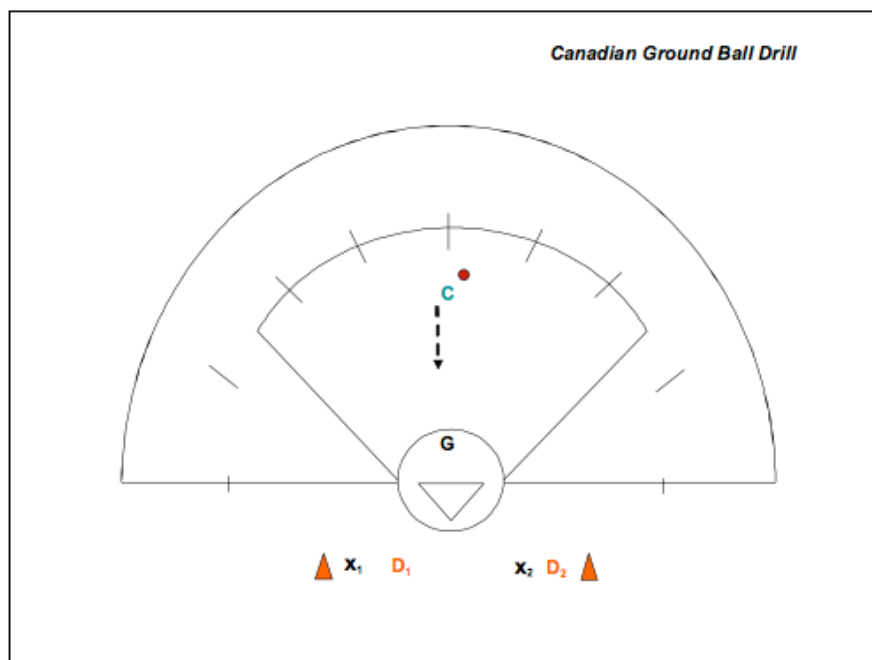 Canadian Ground Ball Drill
C
G
X₁ D₁ X₂ D₂